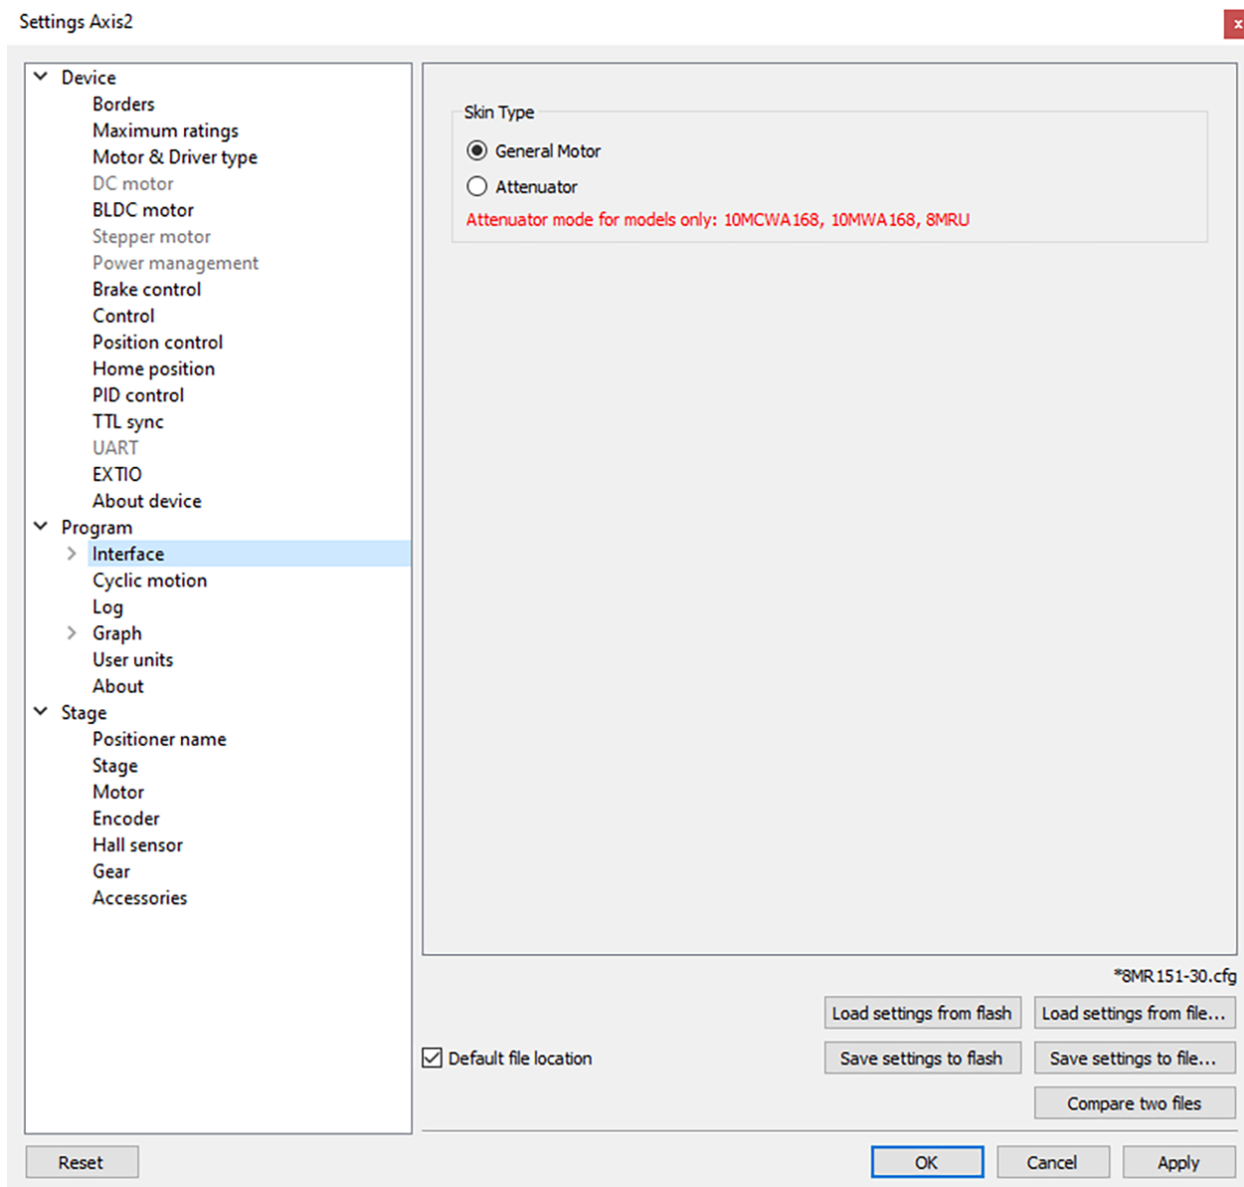 Settings Axis2
x
Device
Borders
Maximum ratings
Motor & Driver type
DC motor
BLDC motor
Stepper motor
Power management
Brake control
Control
Position control
Home position
PID control
TTL sync
UART
EXTIO
About device
Program
Interface
Cyclic motion
Log
Graph
User units
About
Stage
Positioner name
Stage
Motor
Encoder
Hall sensor
Gear
Accessories
Skin Type
General Motor
Attenuator
Attenuator mode for models only: 10MCWA168, 10MWA168, 8MRU
*8MR151-30.cfg
Load settings from flash
Load settings from file...
Default file location
Save settings to flash
Save settings to file...
Compare two files
Reset
OK
Cancel
Apply